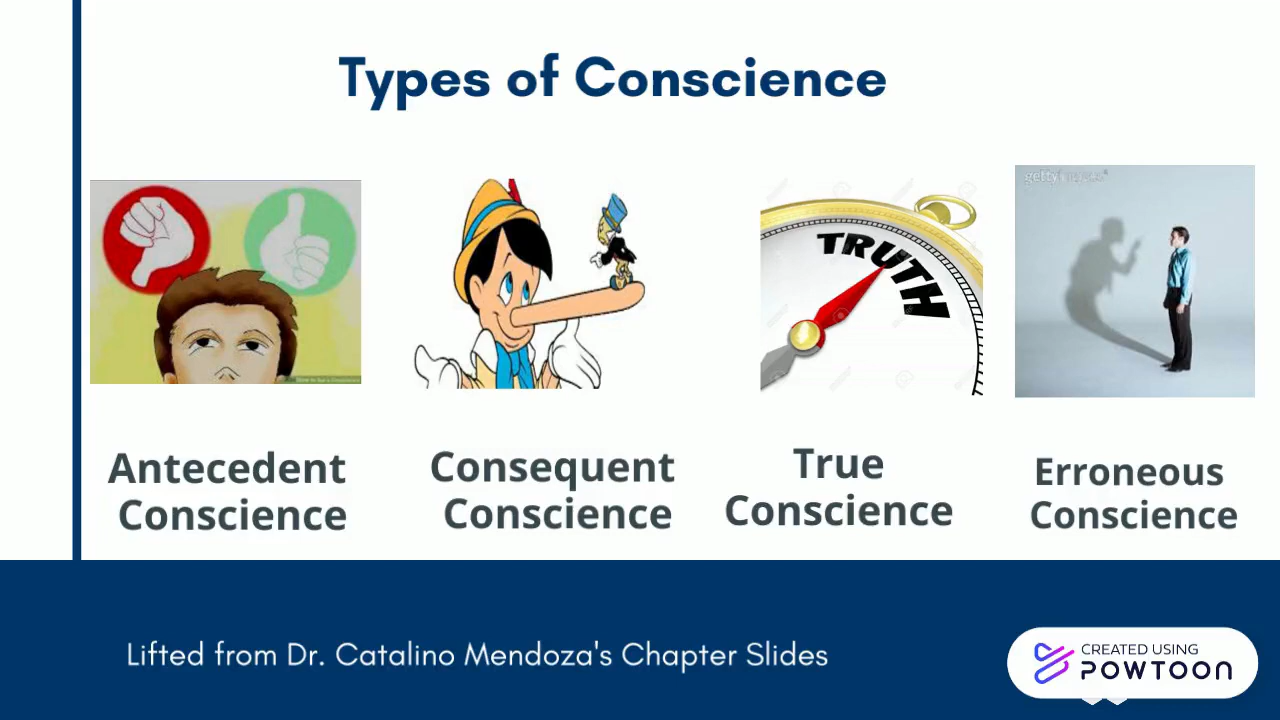 Types of Conscience
TRUTH
Antecedent
Conscience
Consequent
Conscience
True
Conscience
Erroneous
Conscience
Lifted from Dr. Catalino Mendoza's Chapter Slides
CREATED USING
POWTOON